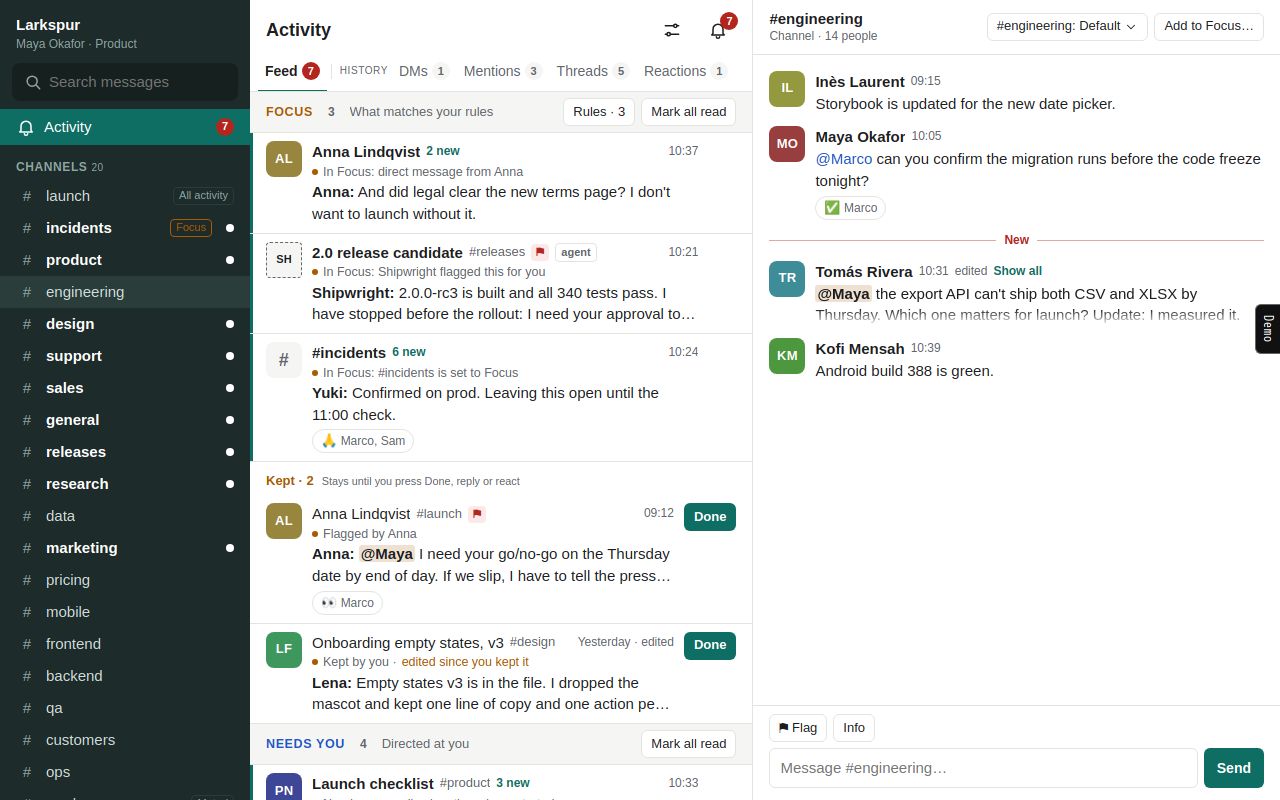 Larkspur
Maya Okafor · Product
Search messages
Activity 7
CHANNELS 20
# launch All activity
# incidents Focus
# product
# engineering
# design
# support
# sales
# general
# releases
# research
# data
# marketing
# pricing
# mobile
# frontend
# backend
# qa
# customers
# ops
Activity 7
Feed 7 HISTORY DMs 1 Mentions 3 Threads 5 Reactions 1
FOCUS 3 What matches your rules Rules · 3 Mark all read
AL Anna Lindqvist 2 new 10:37
In Focus: direct message from Anna
Anna: And did legal clear the new terms page? I don't
want to launch without it.
SH 2.0 release candidate #releases agent 10:21
In Focus: Shipwright flagged this for you
Shipwright: 2.0.0-rc3 is built and all 340 tests pass. I
have stopped before the rollout: I need your approval to…
# #incidents 6 new 10:24
In Focus: #incidents is set to Focus
Yuki: Confirmed on prod. Leaving this open until the
11:00 check.
🙏 Marco, Sam
Kept · 2 Stays until you press Done, reply or react
AL Anna Lindqvist #launch 09:12 Done
Flagged by Anna
Anna: @Maya I need your go/no-go on the Thursday
date by end of day. If we slip, I have to tell the press…
👀 Marco
LF Onboarding empty states, v3 #design Yesterday · edited Done
Kept by you · edited since you kept it
Lena: Empty states v3 is in the file. I dropped the
mascot and kept one line of copy and one action pe…
NEEDS YOU 4 Directed at you Mark all read
PN Launch checklist #product 3 new 10:33
#engineering
Channel · 14 people
#engineering: Default
Add to Focus…
IL Inès Laurent 09:15
Storybook is updated for the new date picker.
MO Maya Okafor 10:05
@Marco can you confirm the migration runs before the code freeze
tonight?
✅ Marco
New
TR Tomás Rivera 10:31 edited Show all
@Maya the export API can't ship both CSV and XLSX by
Thursday. Which one matters for launch? Update: I measured it.
KM Kofi Mensah 10:39
Android build 388 is green.
Demo
Flag Info
Message #engineering…
Send